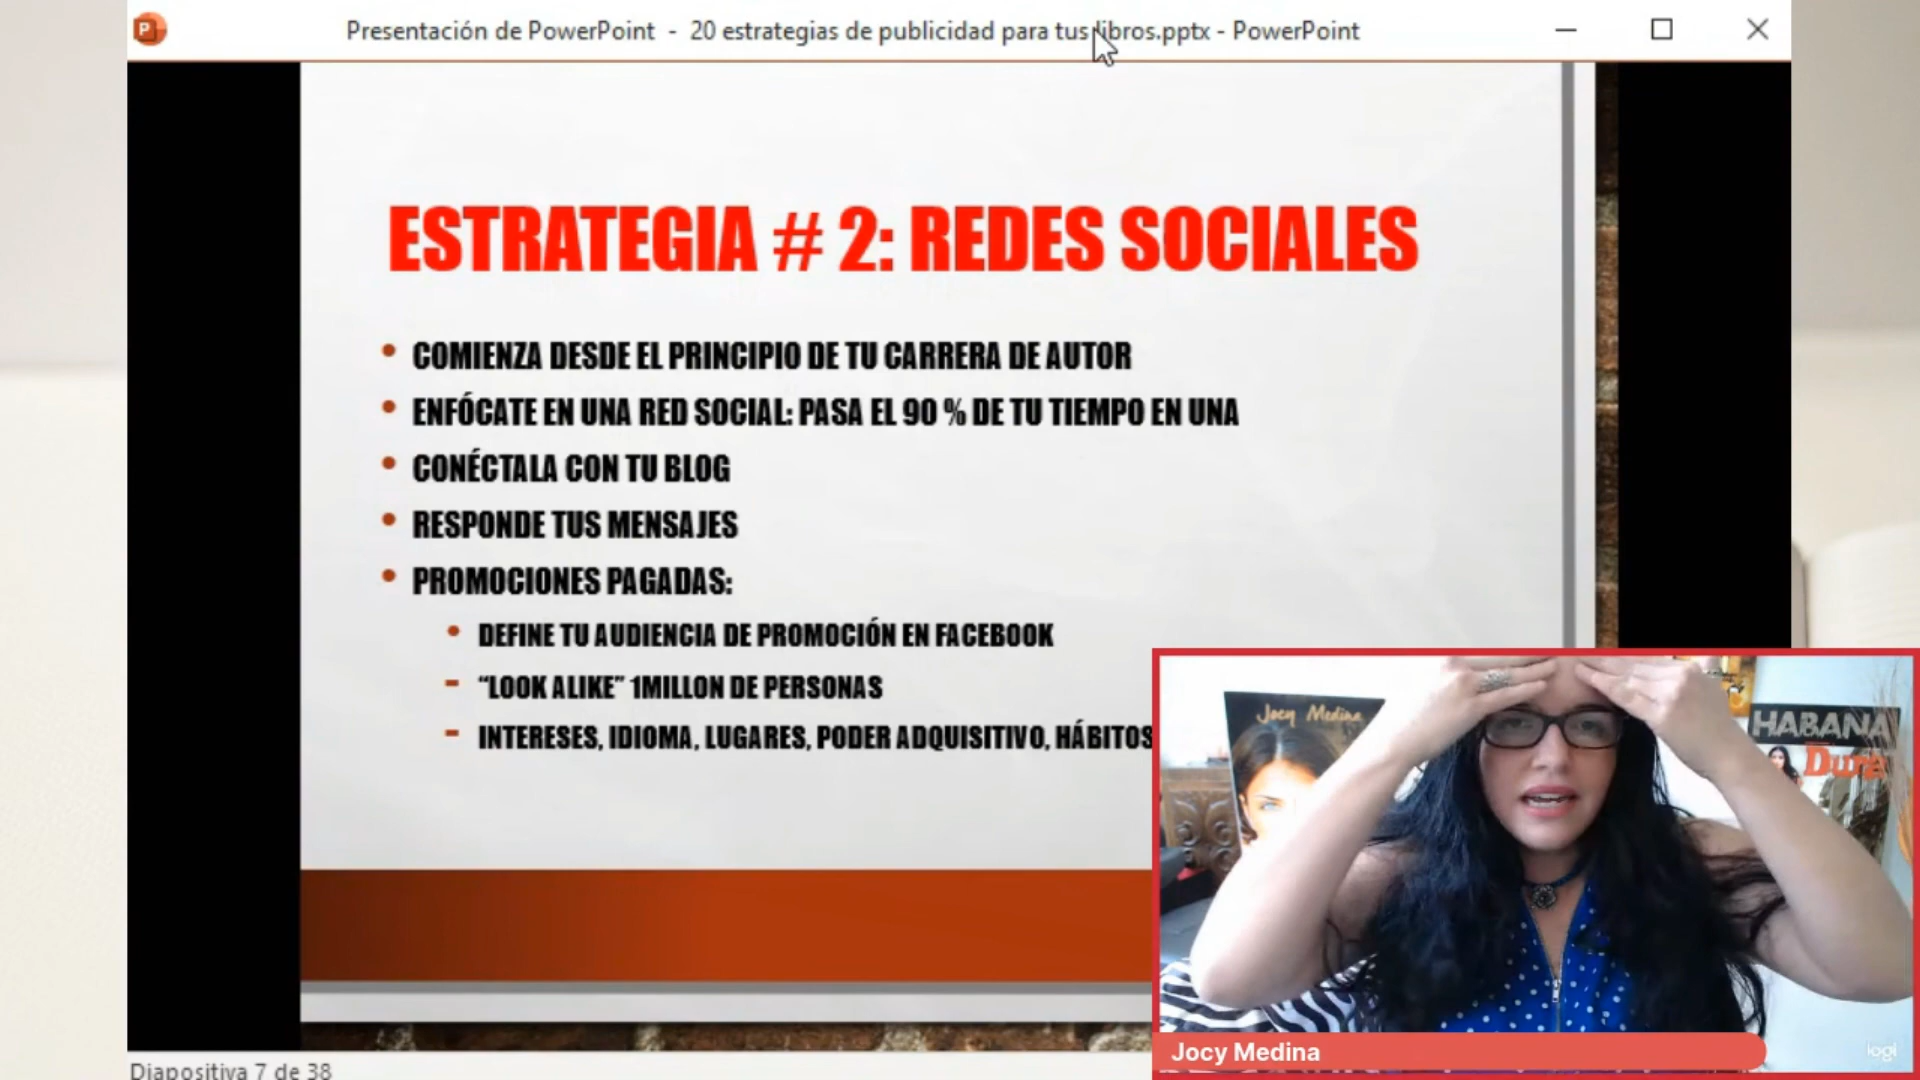 Presentación de PowerPoint - 20 estrategias de publicidad para tus libros.pptx - PowerPoint
ESTRATEGIA # 2: REDES SOCIALES
• COMIENZA DESDE EL PRINCIPIO DE TU CARRERA DE AUTOR
• ENFÓCATE EN UNA RED SOCIAL: PASA EL 90 % DE TU TIEMPO EN UNA
• CONÉCTALA CON TU BLOG
• RESPONDE TUS MENSAJES
• PROMOCIONES PAGADAS:
• DEFINE TU AUDIENCIA DE PROMOCIÓN EN FACEBOOK
- “LOOK ALIKE” 1MILLON DE PERSONAS
- INTERESES, IDIOMA, LUGARES, PODER ADQUISITIVO, HÁBITOS
Jocy Medina
HABANA
Dura
Jocy Medina
logi
Diapositiva 7 de 38